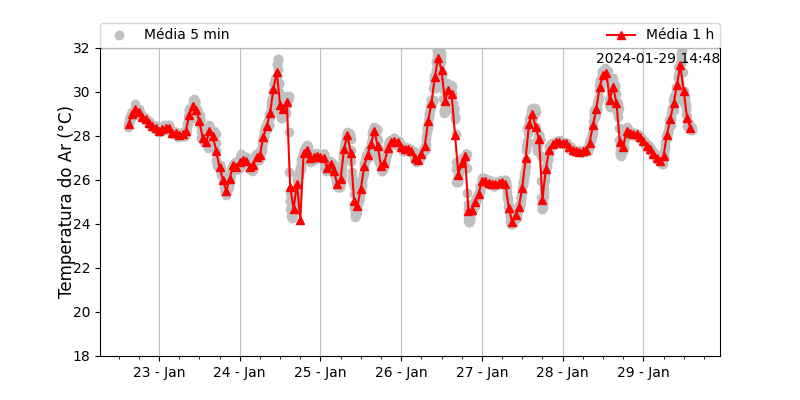 Média 5 min
Média 1 h
2024-01-29 14:48
Temperatura do Ar (°C)
32
30
28
26
24
22
20
18
23 - Jan
24 - Jan
25 - Jan
26 - Jan
27 - Jan
28 - Jan
29 - Jan